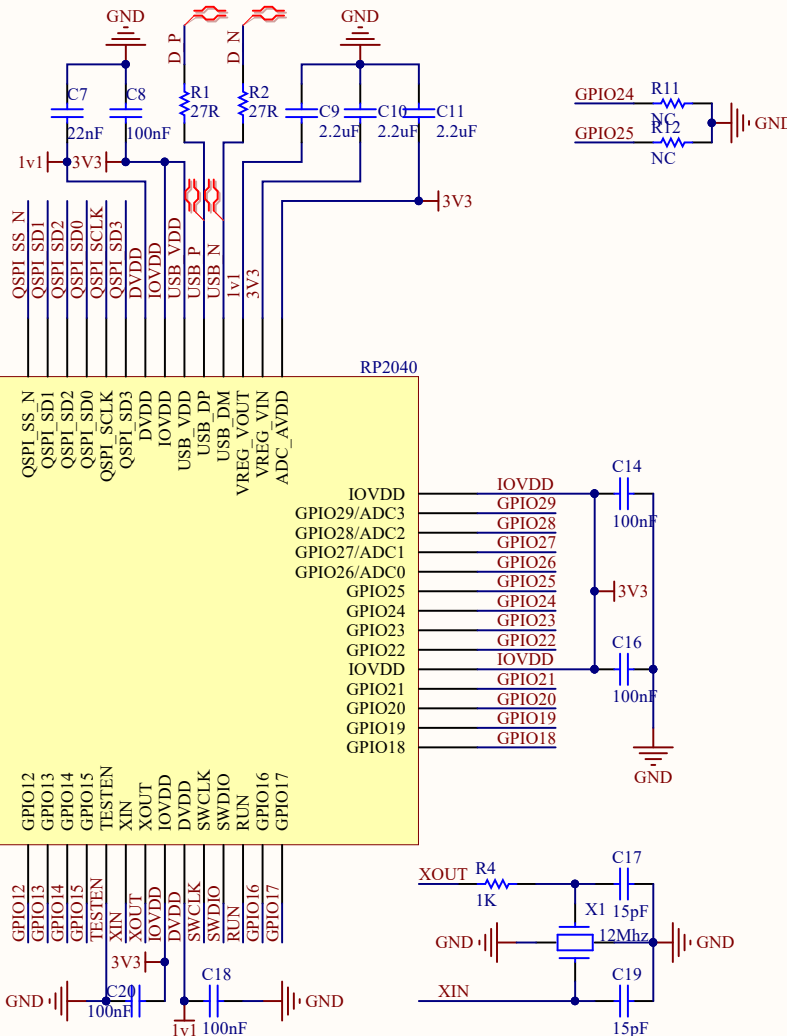 GND
GND
D_P
D_N
C7
22nF
C8
100nF
R1
27R
R2
27R
C9
2.2uF
C10
2.2uF
C11
2.2uF
GPIO24
R11
NC
GND
GPIO25
R12
NC
1v1
3V3
3V3
QSPI_SS_N
QSPI_SD1
QSPI_SD2
QSPI_SD0
QSPI_SCLK
QSPI_SD3
DVDD
IOVDD
USB_VDD
USB_P
USB_N
1v1
3V3
RP2040
QSPI_SS_N
QSPI_SD1
QSPI_SD2
QSPI_SD0
QSPI_SCLK
QSPI_SD3
DVDD
IOVDD
USB_VDD
USB_DP
USB_DM
VREG_VOUT
VREG_VIN
ADC_AVDD
IOVDD IOVDD
GPIO29/ADC3 GPIO29
GPIO28/ADC2 GPIO28
GPIO27/ADC1 GPIO27
GPIO26/ADC0 GPIO26
GPIO25 GPIO25
GPIO24 GPIO24
GPIO23 GPIO23
GPIO22 GPIO22
IOVDD IOVDD
GPIO21 GPIO21
GPIO20 GPIO20
GPIO19 GPIO19
GPIO18 GPIO18
C14
100nF
3V3
C16
100nF
GND
GPIO12
GPIO13
GPIO14
GPIO15
TESTEN
XIN
XOUT
IOVDD
DVDD
SWCLK
SWDIO
RUN
GPIO16
GPIO17
GPIO12
GPIO13
GPIO14
GPIO15
TESTEN
XIN
XOUT
IOVDD
DVDD
SWCLK
SWDIO
RUN
GPIO16
GPIO17
3V3
GND
C20
100nF
1v1
C18
100nF
GND
XOUT
R4
1K
C17
15pF
X1
12Mhz
GND
GND
XIN
C19
15pF